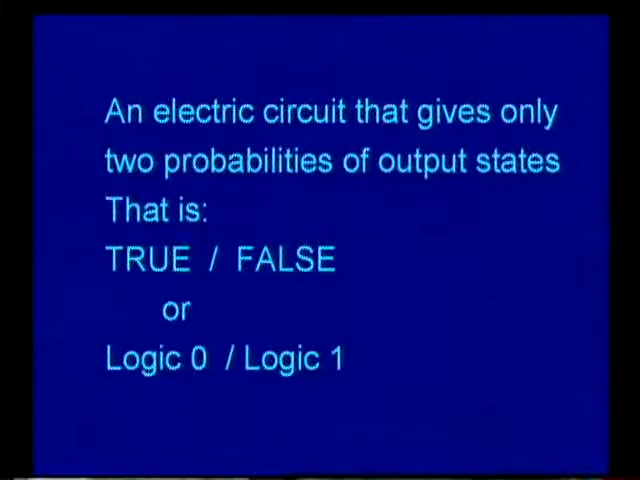 An electric circuit that gives only
two probabilities of output states
That is:
TRUE / FALSE
or
Logic 0 / Logic 1